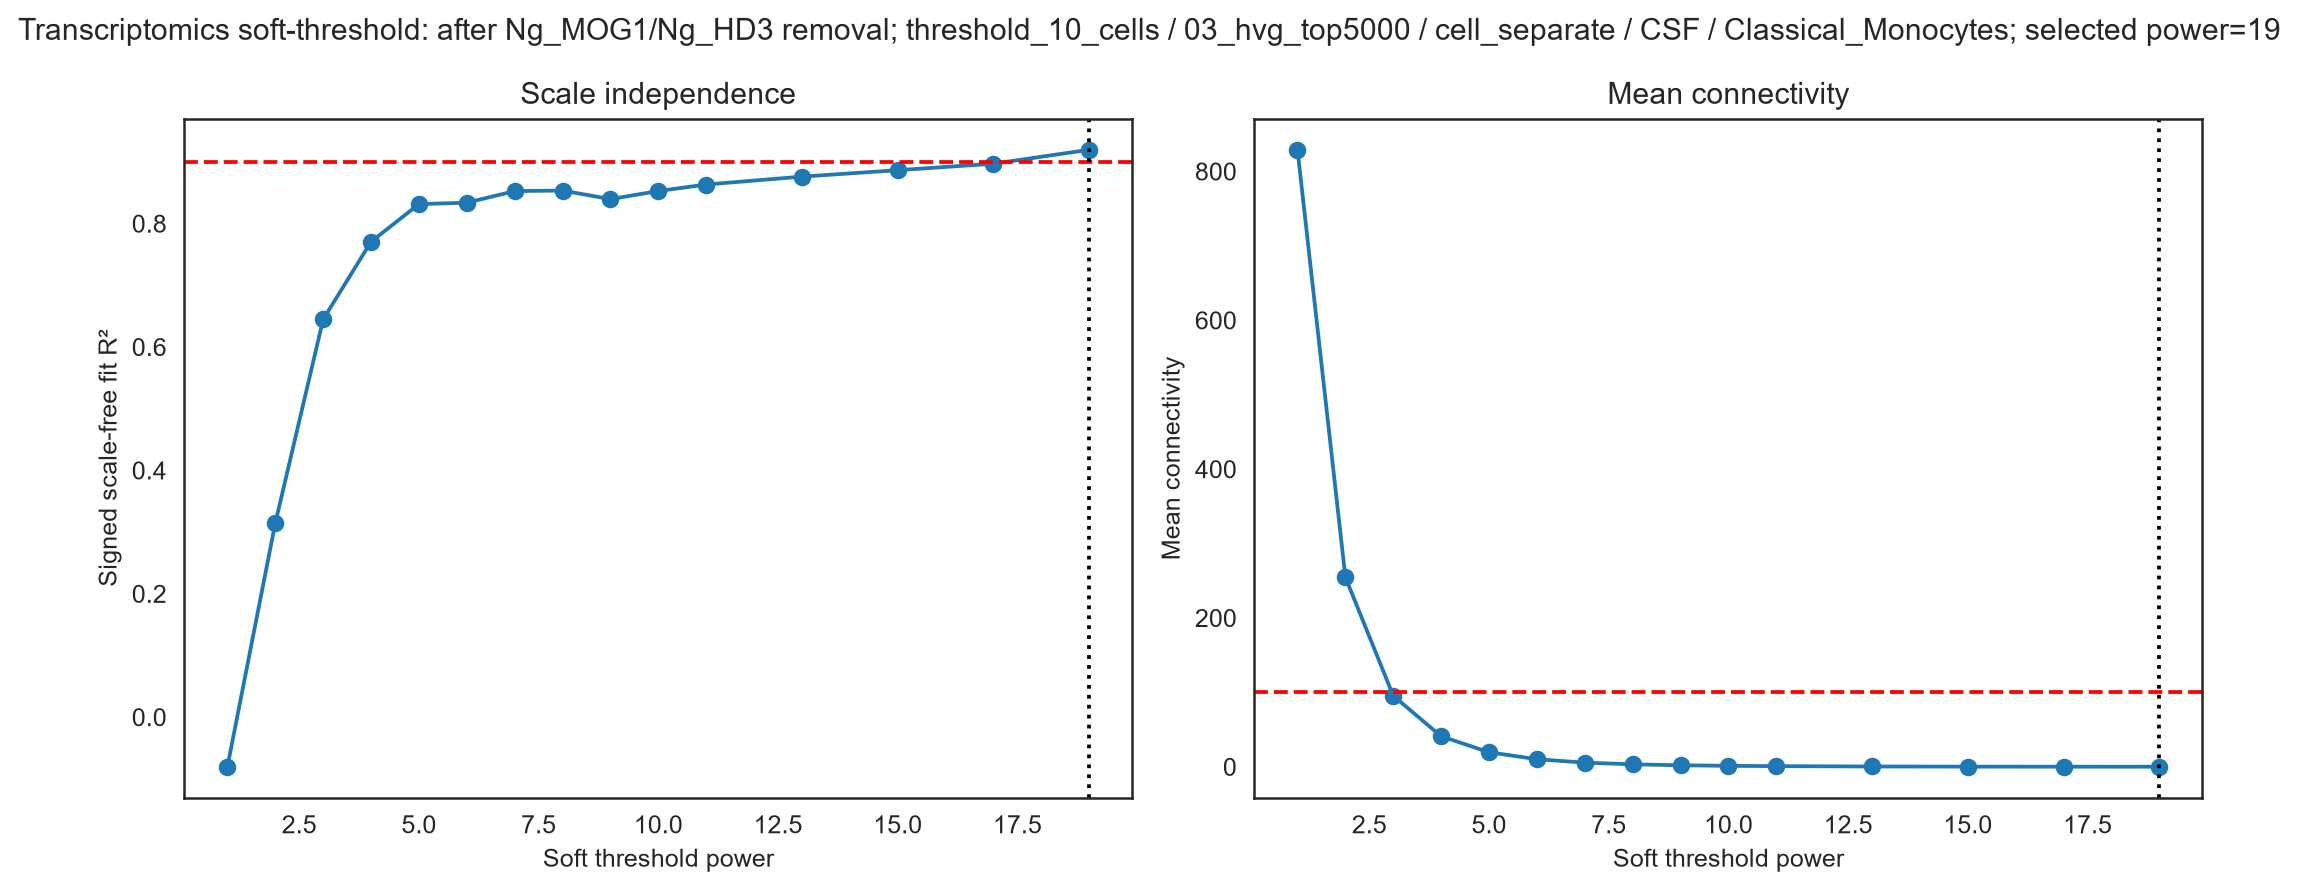 Transcriptomics soft-threshold: after Ng_MOG1/Ng_HD3 removal; threshold_10_cells / 03_hvg_top5000 / cell_separate / CSF / Classical_Monocytes; selected power=19
Scale independence
Signed scale-free fit R²
0.8
0.6
0.4
0.2
0.0
2.5 5.0 7.5 10.0 12.5 15.0 17.5
Soft threshold power
Mean connectivity
Mean connectivity
800
600
400
200
0
2.5 5.0 7.5 10.0 12.5 15.0 17.5
Soft threshold power